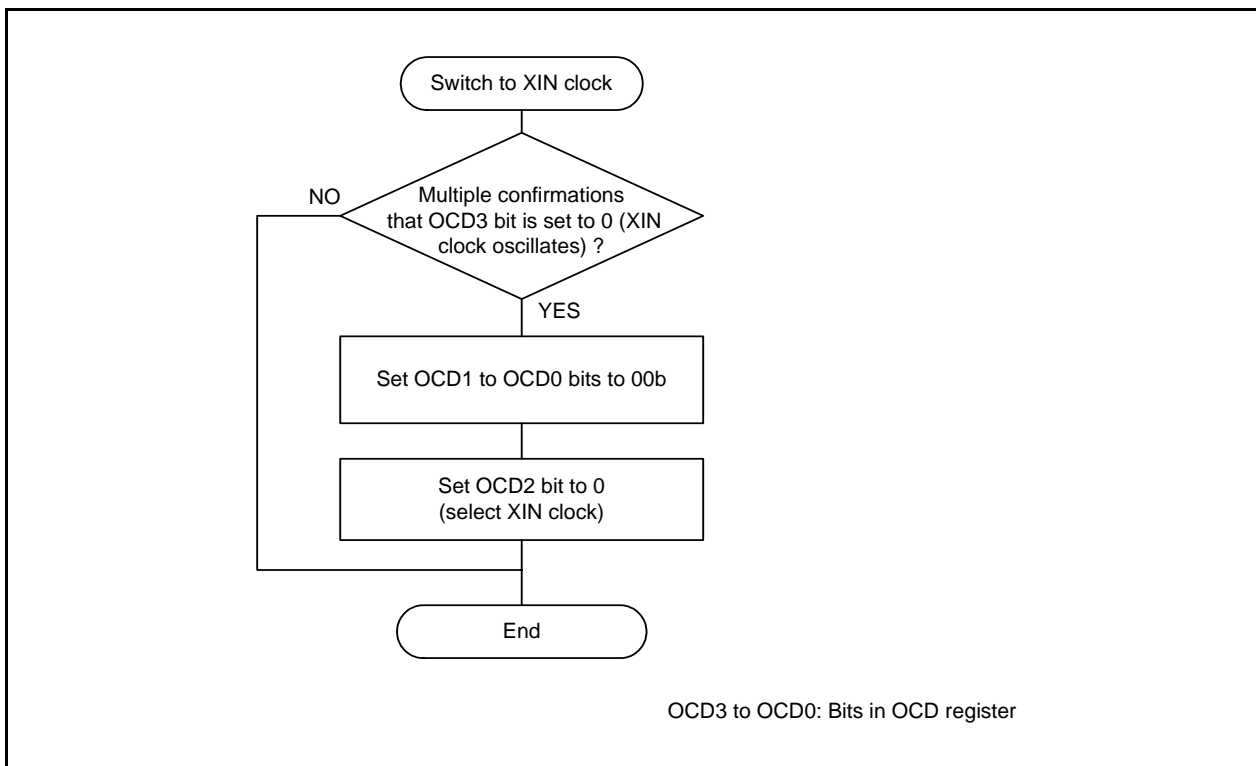 Switch to XIN clock
NO
Multiple confirmations
that OCD3 bit is set to 0 (XIN
clock oscillates) ?
YES
Set OCD1 to OCD0 bits to 00b
Set OCD2 bit to 0
(select XIN clock)
End
OCD3 to OCD0: Bits in OCD register